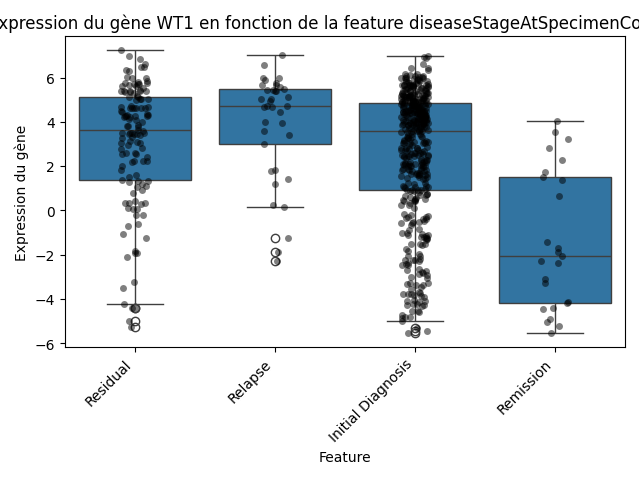 xpression du gène WT1 en fonction de la feature diseaseStageAtSpecimenCo
Expression du gène
6
4
2
0
−2
−4
−6
Residual
Relapse
Initial Diagnosis
Remission
Feature